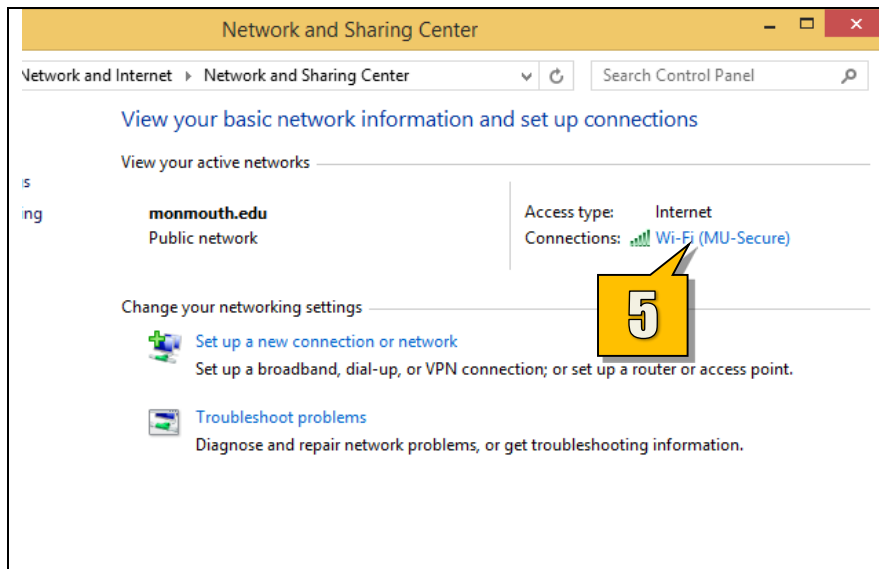 Network and Sharing Center
Network and Internet ▸ Network and Sharing Center
Search Control Panel
View your basic network information and set up connections
View your active networks
s
ing
monmouth.edu
Public network
Access type: Internet
Connections: Wi-Fi (MU-Secure)
5
Change your networking settings
Set up a new connection or network
Set up a broadband, dial-up, or VPN connection; or set up a router or access point.
Troubleshoot problems
Diagnose and repair network problems, or get troubleshooting information.